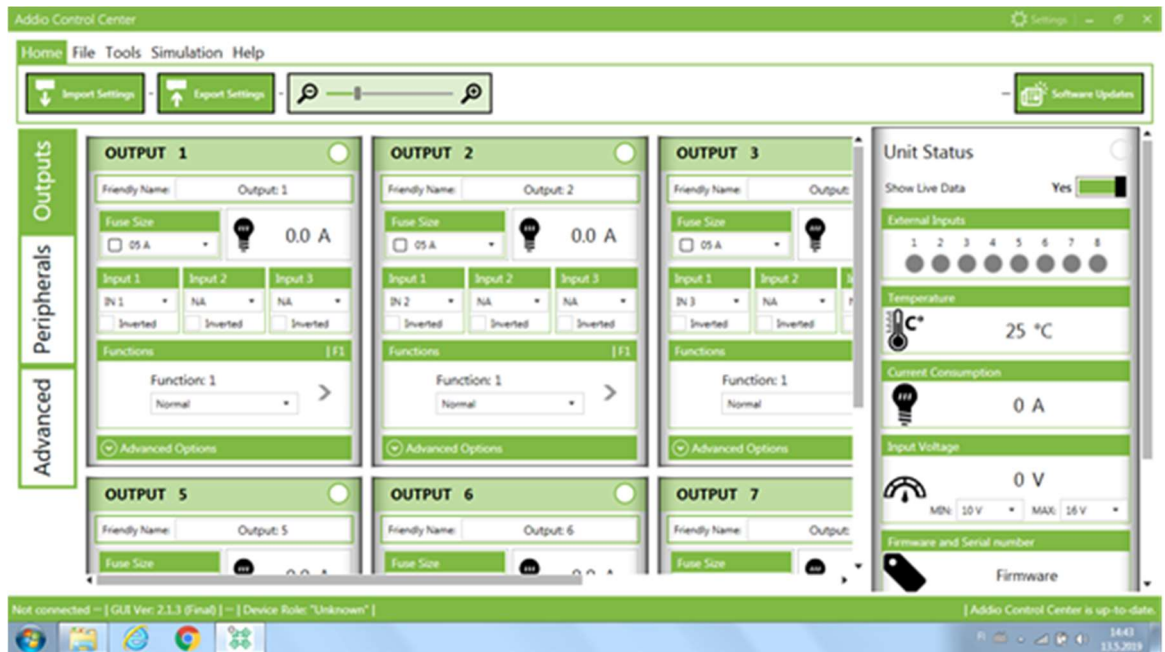 Addio Control Center
Settings
Home File Tools Simulation Help
Import Settings
Export Settings
Software Updates
Outputs
Peripherals
Advanced
OUTPUT 1
Friendly Name: Output: 1
Fuse Size
05 A
0.0 A
Input 1 Input 2 Input 3
IN 1 NA NA
Inverted Inverted Inverted
Functions | F1
Function: 1
Normal
Advanced Options
OUTPUT 2
Friendly Name: Output: 2
Fuse Size
05 A
0.0 A
Input 1 Input 2 Input 3
IN 2 NA NA
Inverted Inverted Inverted
Functions | F1
Function: 1
Normal
Advanced Options
OUTPUT 3
Friendly Name: Output:
Fuse Size
05 A
Input 1 Input 2
IN 3 NA
Inverted Inverted
Functions
Function: 1
Normal
Advanced Options
OUTPUT 5
Friendly Name: Output: 5
Fuse Size
OUTPUT 6
Friendly Name: Output: 6
Fuse Size
OUTPUT 7
Friendly Name: Output:
Fuse Size
Unit Status
Show Live Data Yes
External Inputs
1 2 3 4 5 6 7 8
Temperature
C°
25 °C
Current Consumption
0 A
Input Voltage
0 V
MIN: 10 V MAX: 16 V
Firmware and Serial number
Firmware
Not connected — | GUI Ver: 2.1.3 (Final) | — | Device Role: "Unknown" |
| Addio Control Center is up-to-date.
FI
14:43
13.5.2019